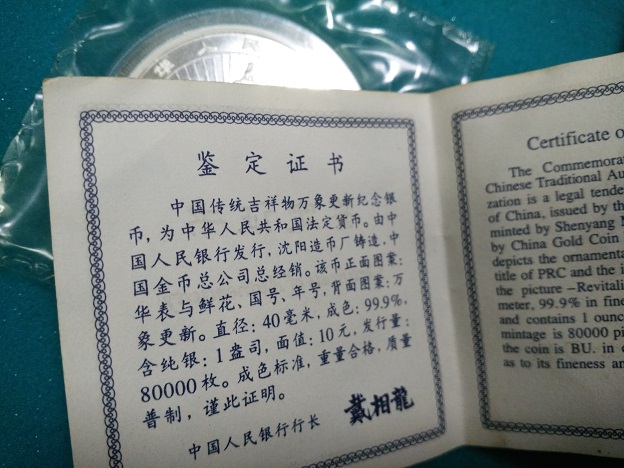 鉴定证书
中国传统吉祥物万象更新纪念银
币，为中华人民共和国法定货币。由中
国人民银行发行，沈阳造币厂铸造，中
国金币总公司总经销。该币正面图案：
华表与鲜花、国号、年号，背面图案：万
象更新。直径：40毫米，成色：99.9%，
含纯银：1盎司，面值：10元，发行量：
80000枚。成色标准，重量合格，质量
普制，谨此证明。
中国人民银行行长
戴相龍
Certificate o
The Commemora
Chinese Traditional Au
zation is a legal tende
of China, issued by th
minted by Shenyang M
by China Gold Coin
depicts the ornamenta
title of PRC and the i
the picture –Revitali
meter, 99.9% in fine
and contains 1 ounc
mintage is 80000 pi
the coin is BU. in
as to its fineness an